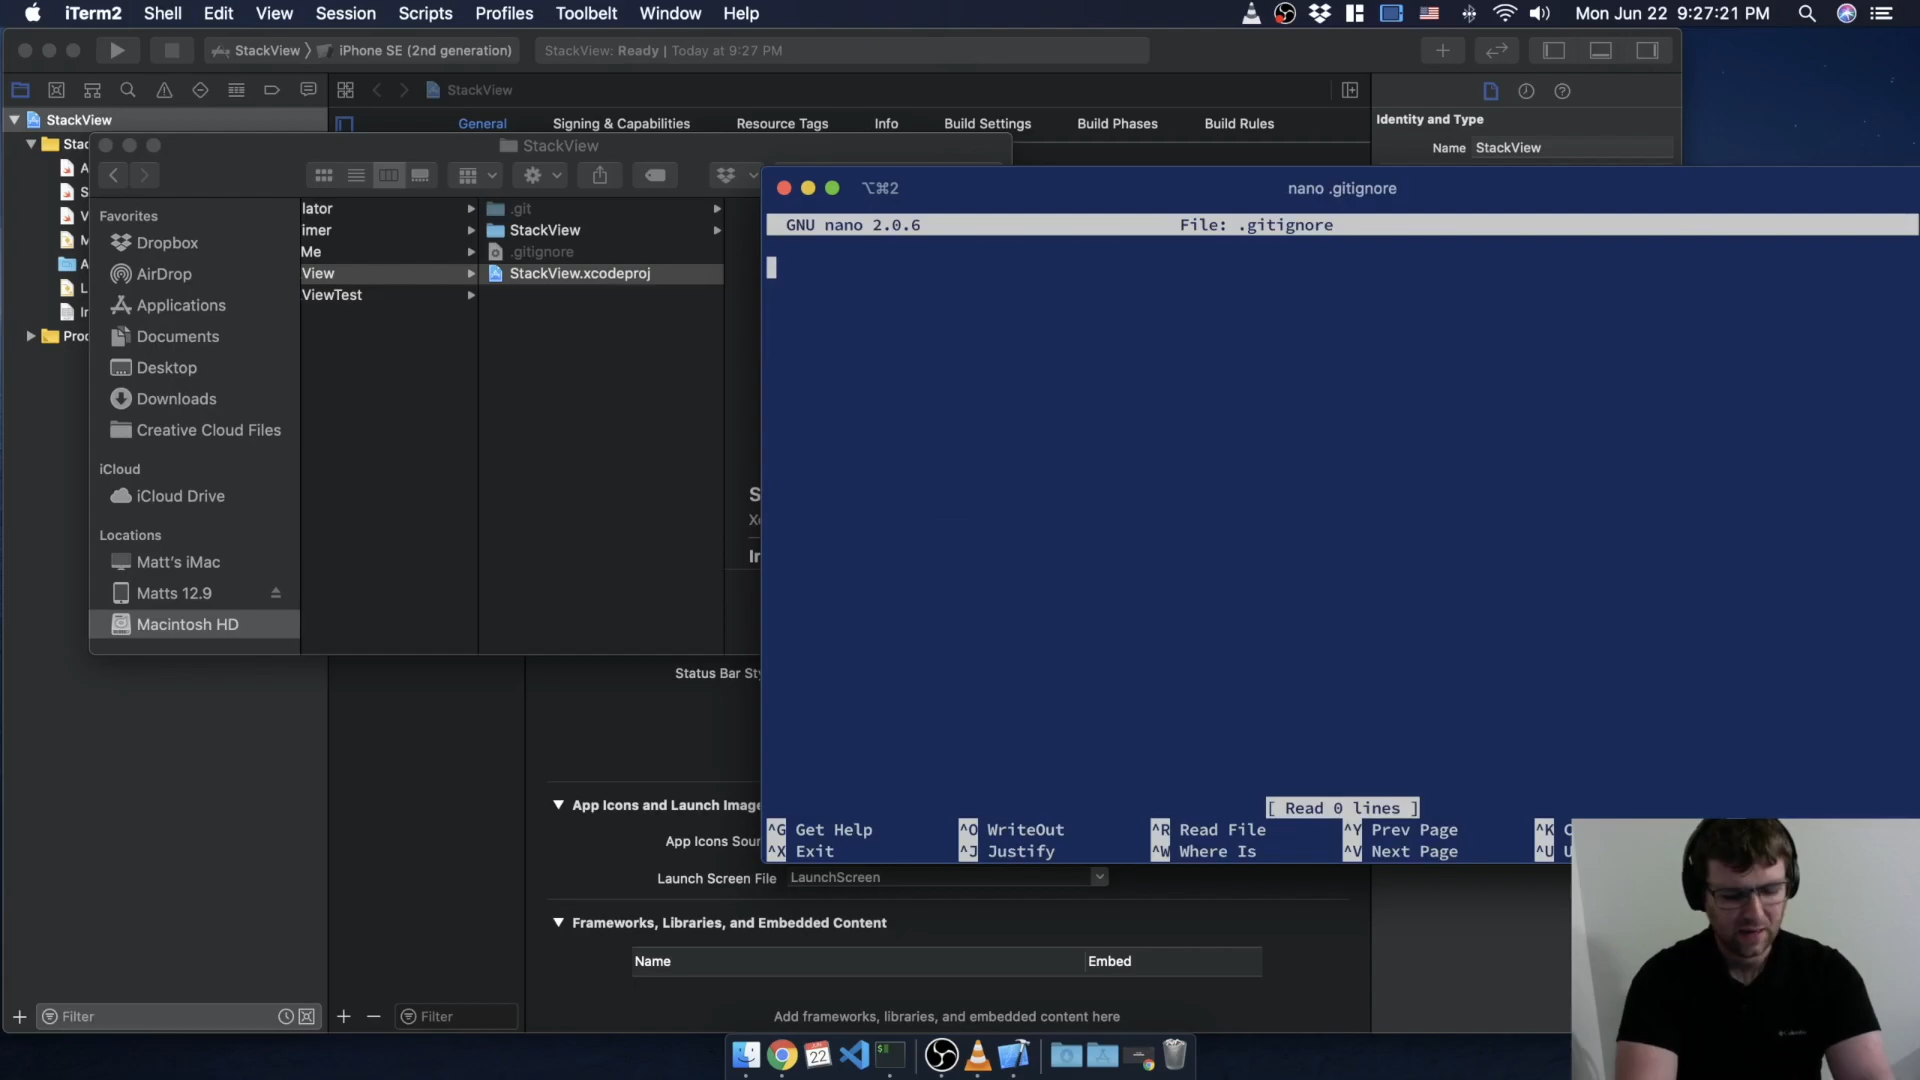 iTerm2 Shell Edit View Session Scripts Profiles Toolbelt Window Help Mon Jun 22 9:27:21 PM
StackView iPhone SE (2nd generation) StackView: Ready | Today at 9:27 PM
StackView
StackView General Signing & Capabilities Resource Tags Info Build Settings Build Phases Build Rules Identity and Type
Name StackView
StackView
Favorites
Dropbox
AirDrop
Applications
Documents
Desktop
Downloads
Creative Cloud Files
iCloud
iCloud Drive
Locations
Matt's iMac
Matts 12.9
Macintosh HD
lator
imer
Me
View
ViewTest
.git
StackView
.gitignore
StackView.xcodeproj
⌥⌘2 nano .gitignore
GNU nano 2.0.6 File: .gitignore
[ Read 0 lines ]
^G Get Help ^O WriteOut ^R Read File ^Y Prev Page ^K C
^X Exit ^J Justify ^W Where Is ^V Next Page ^U U
Status Bar Sty
App Icons and Launch Image
App Icons Sour
Launch Screen File LaunchScreen
Frameworks, Libraries, and Embedded Content
Name Embed
Add frameworks, libraries, and embedded content here
Filter Filter
JUN
22